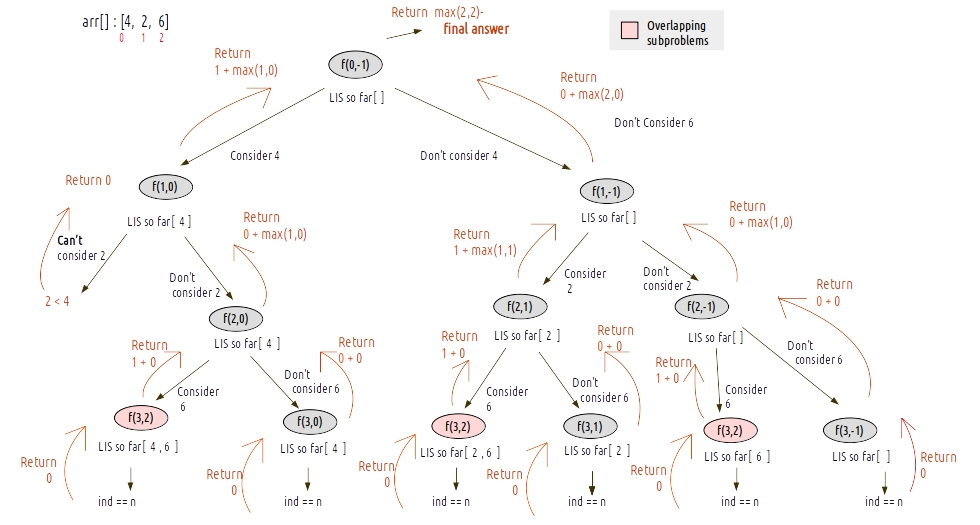 arr[] : [4, 2, 6]
0 1 2
Return max(2,2)-
final answer
Overlapping
subproblems
Return
1 + max(1,0)
f(0,-1)
LIS so far[ ]
Return
0 + max(2,0)
Don't Consider 6
Consider 4
Don't consider 4
Return 0
f(1,0)
LIS so far[ 4 ]
f(1,-1)
LIS so far[ ]
Can't
consider 2
2 < 4
Return
0 + max(1,0)
Don't
consider 2
Return
1 + max(1,1)
Consider
2
Don't
consider 2
Return
0 + max(1,0)
f(2,0)
LIS so far[ 4 ]
f(2,1)
LIS so far[ 2 ]
f(2,-1)
LIS so far[ ]
Return
0 + 0
Return
1 + 0
Consider
6
Don't
consider 6
Return
0 + 0
Return
1 + 0
Consider
6
Don't
consider 6
Return
0 + 0
Return
1 + 0
Consider
6
Don't
consider 6
f(3,2)
LIS so far[ 4 , 6 ]
f(3,0)
LIS so far[ 4 ]
f(3,2)
LIS so far[ 2 , 6 ]
f(3,1)
LIS so far[ 2 ]
f(3,2)
LIS so far[ 6 ]
f(3,-1)
LIS so far[ ]
Return
0
ind == n
Return
0
ind == n
Return
0
ind == n
Return
0
ind == n
Return
0
ind == n
Return
0
ind == n